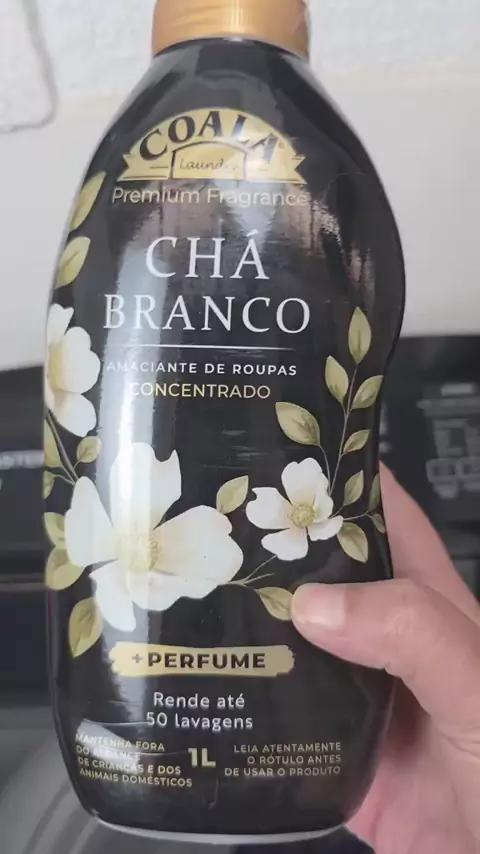 COALA
Laundry
Premium Fragrance
CHÁ
BRANCO
AMACIANTE DE ROUPAS
CONCENTRADO
+PERFUME
Rende até
50 lavagens
MANTENHA FORA
DO ALCANCE
DE CRIANÇAS E DOS
ANIMAIS DOMÉSTICOS
1L
LEIA ATENTAMENTE
O RÓTULO ANTES
DE USAR O PRODUTO